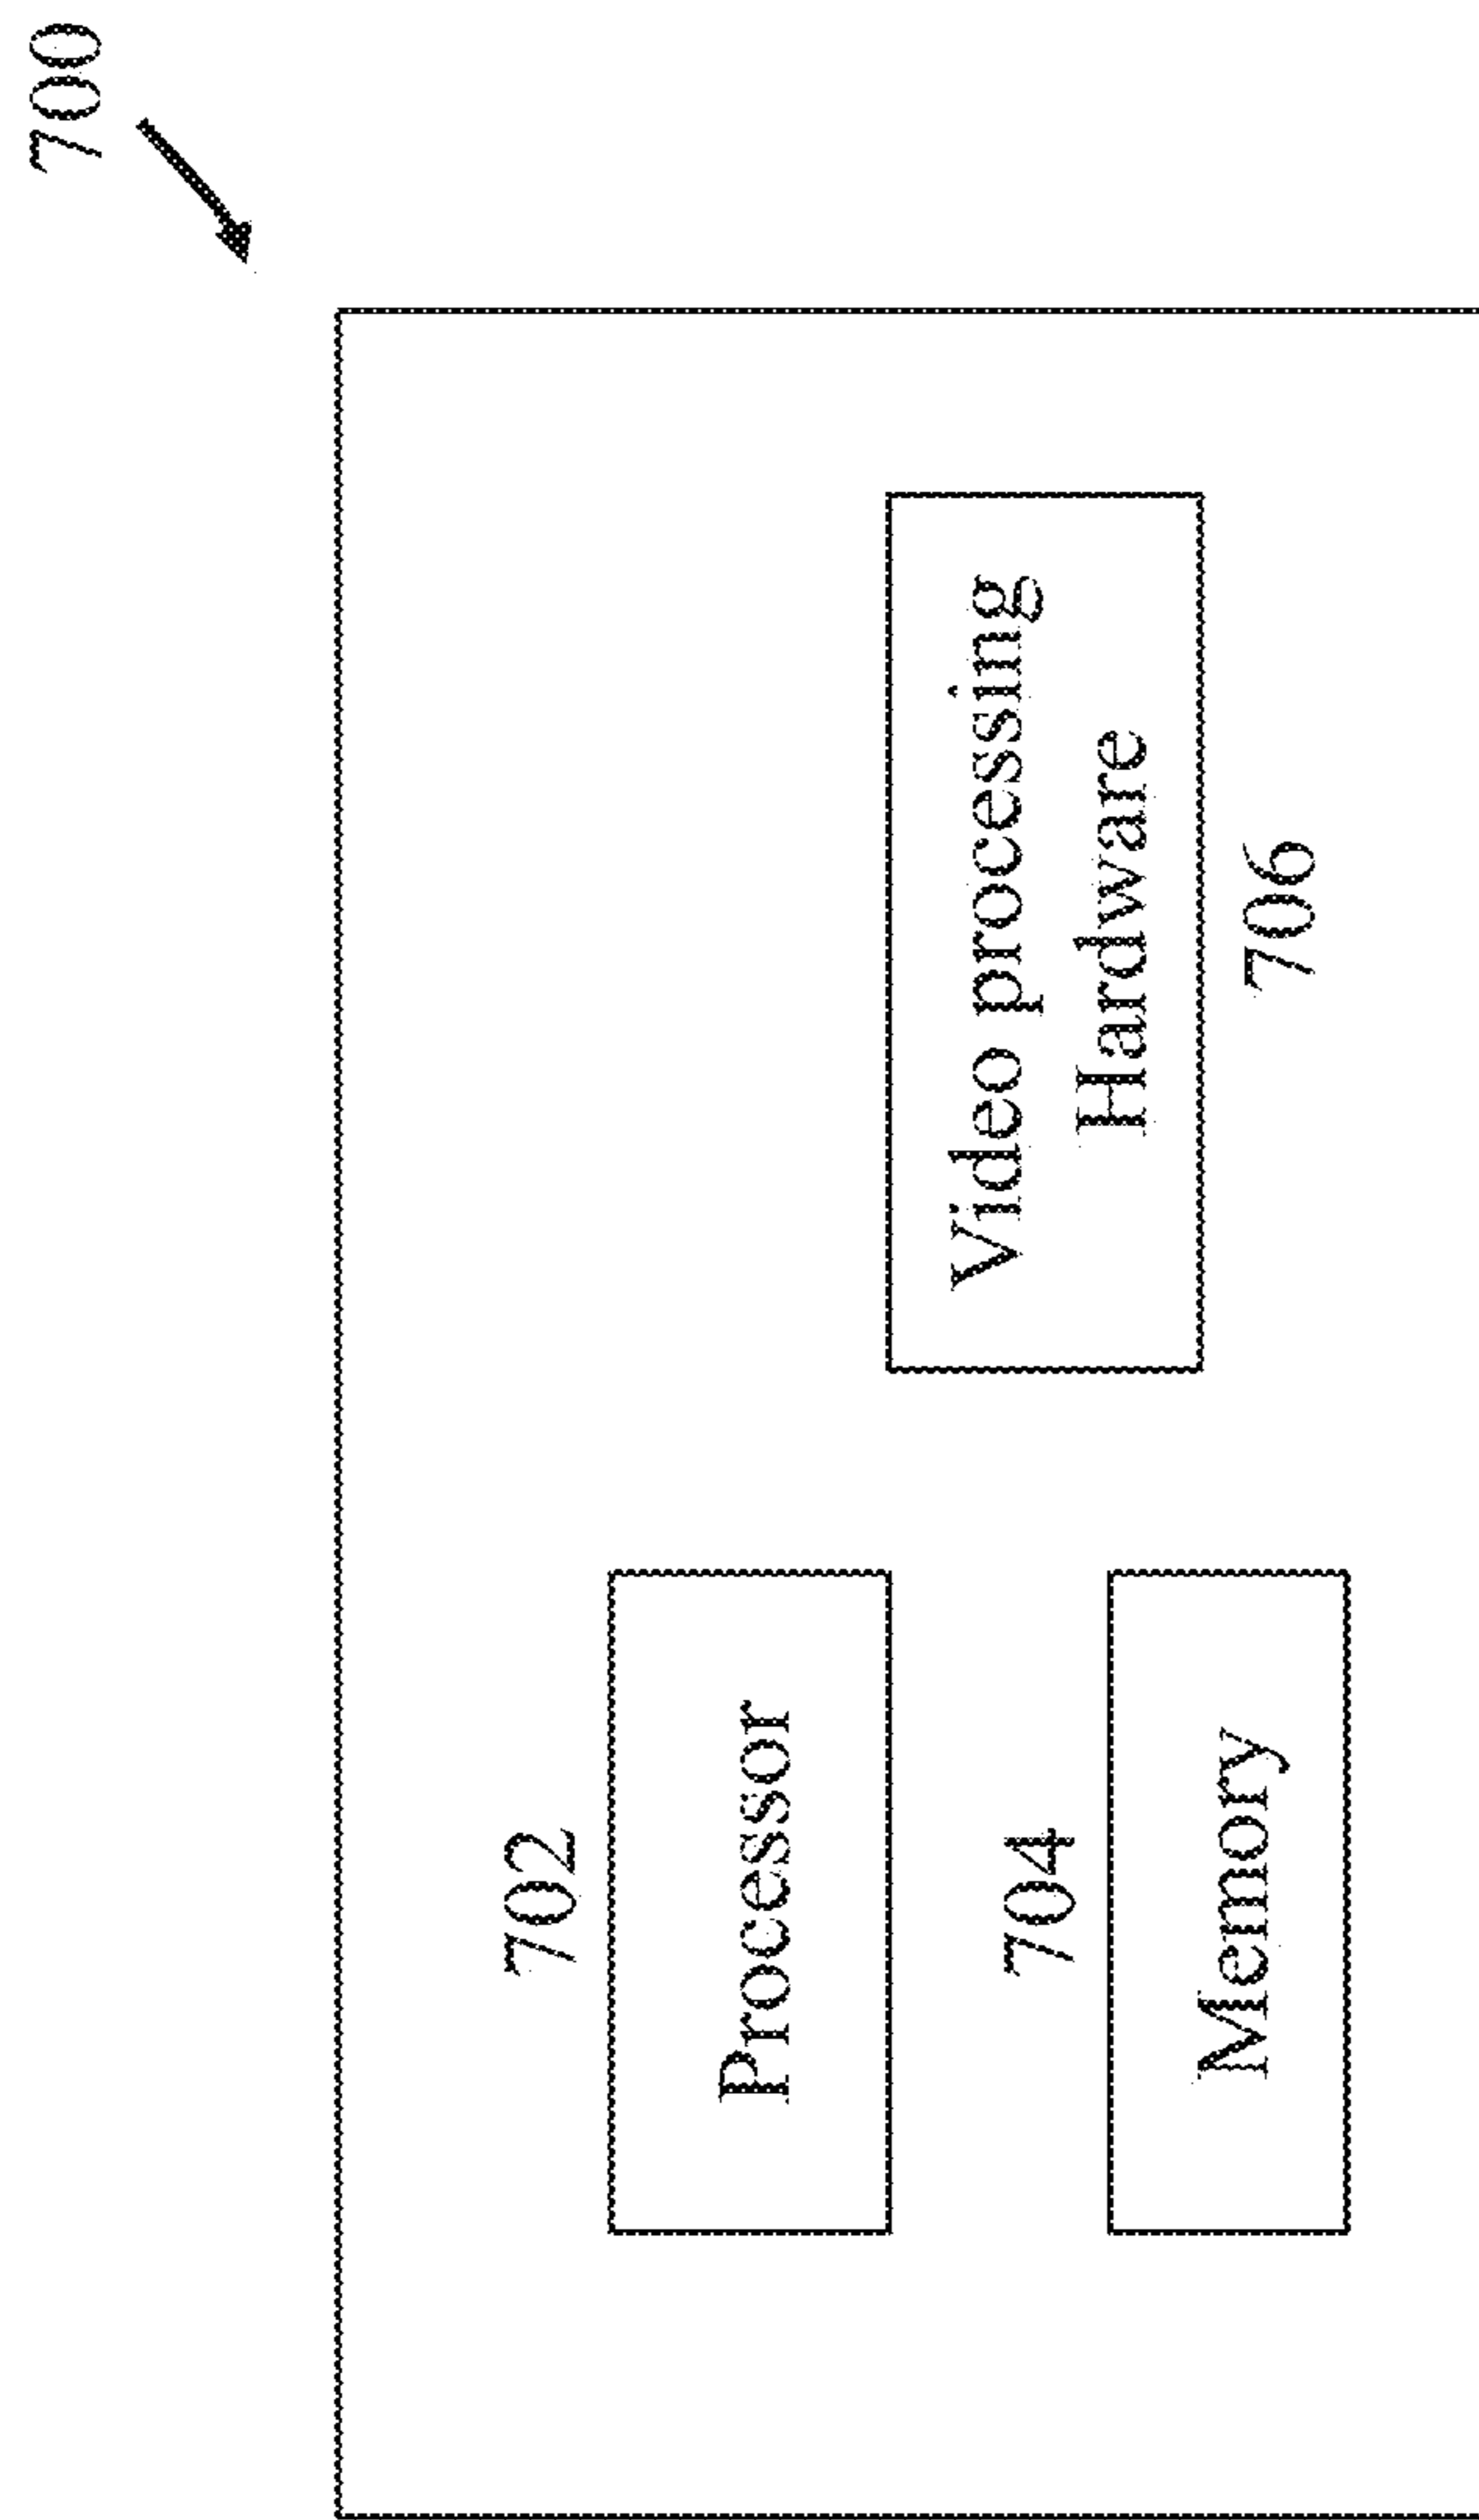 700
702
Processor
704
Memory
Video processing
Hardware
706